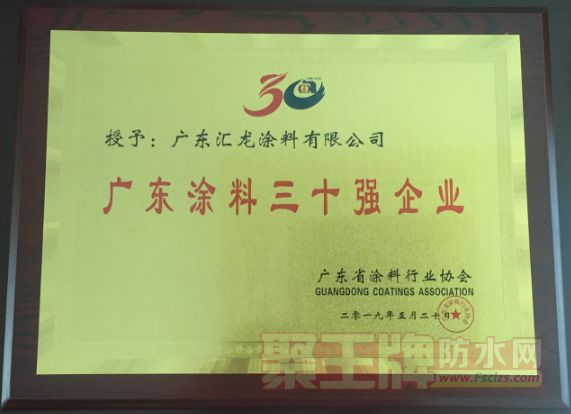 30
授予：广东汇龙涂料有限公司
广东涂料三十强企业
广东省涂料行业协会
GUANGDONG COATINGS ASSOCIATION
二零一九年五月二十日
聚王牌防水网
www.Fsclzs.com